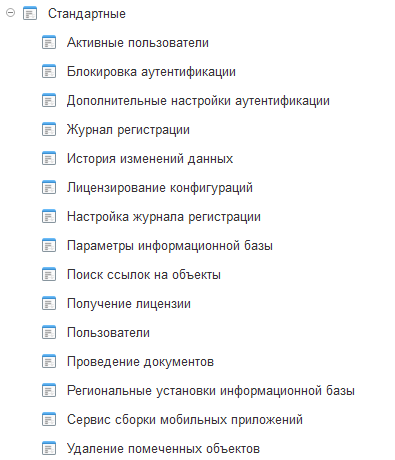 Стандартные
Активные пользователи
Блокировка аутентификации
Дополнительные настройки аутентификации
Журнал регистрации
История изменений данных
Лицензирование конфигураций
Настройка журнала регистрации
Параметры информационной базы
Поиск ссылок на объекты
Получение лицензии
Пользователи
Проведение документов
Региональные установки информационной базы
Сервис сборки мобильных приложений
Удаление помеченных объектов